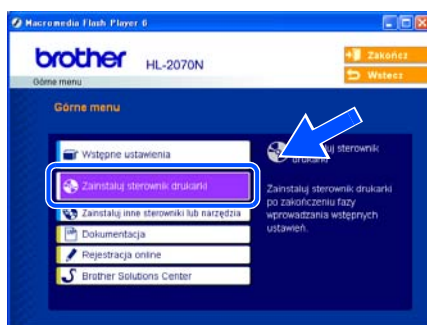 Macromedia Flash Player 6
brother HL-2070N
Zakończ
Wstecz
Górne menu
Górne menu
Wstępne ustawienia
Zainstaluj sterownik drukarki
Zainstaluj inne sterowniki lub narzędzia
Dokumentacja
Rejestracja online
Brother Solutions Center
sterownik
drukarki
Zainstaluj sterownik drukarki
po zakończeniu fazy
wprowadzania wstępnych
ustawień.